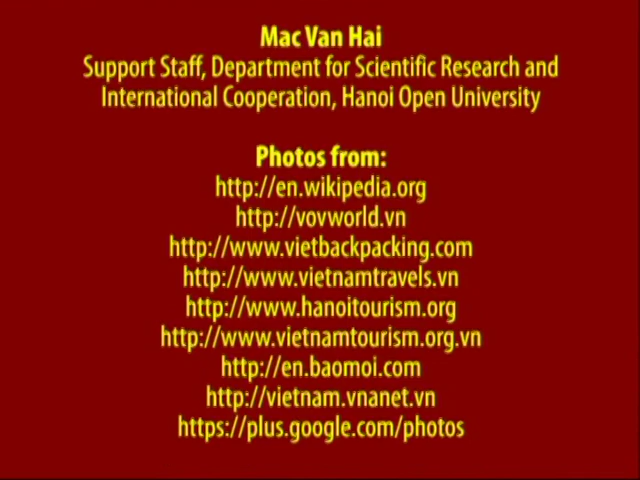 Mac Van Hai
Support Staff, Department for Scientific Research and
International Cooperation, Hanoi Open University
Photos from:
http://en.wikipedia.org
http://vovworld.vn
http://www.vietbackpacking.com
http://www.vietnamtravels.vn
http://www.hanoitourism.org
http://www.vietnamtourism.org.vn
http://en.baomoi.com
http://vietnam.vnanet.vn
https://plus.google.com/photos